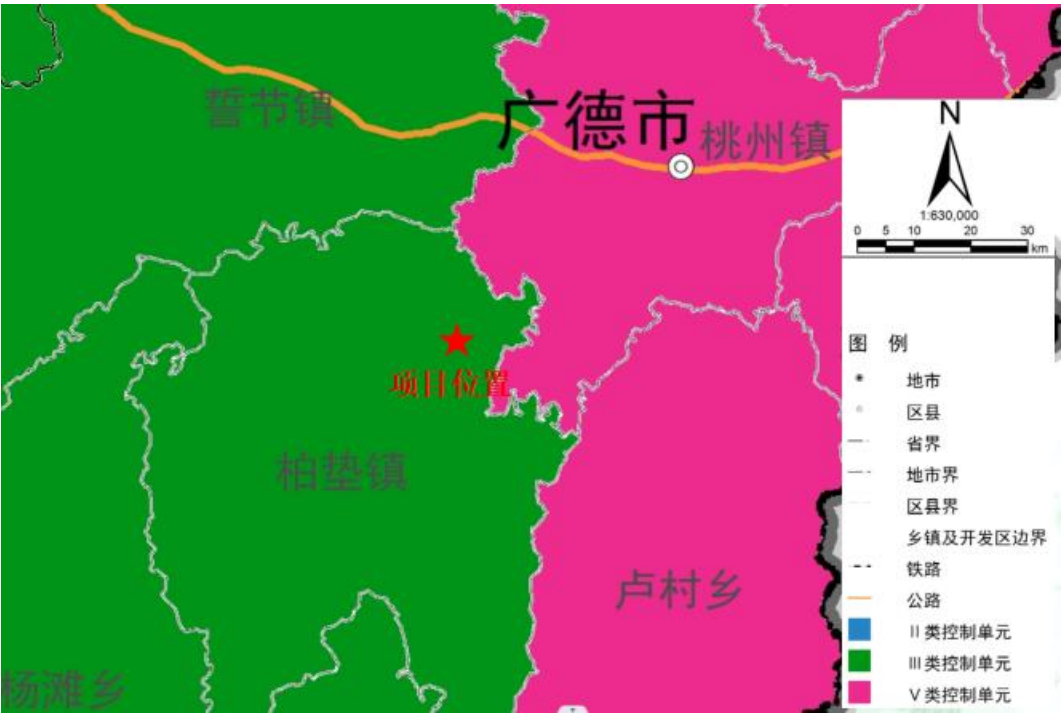 誓节镇
广德市
桃州镇
项目位置
柏垫镇
卢村乡
杨滩乡
N
1:630,000
0 5 10 20 30
km
图 例
地市
区县
省界
地市界
区县界
乡镇及开发区边界
铁路
公路
II类控制单元
III类控制单元
V类控制单元